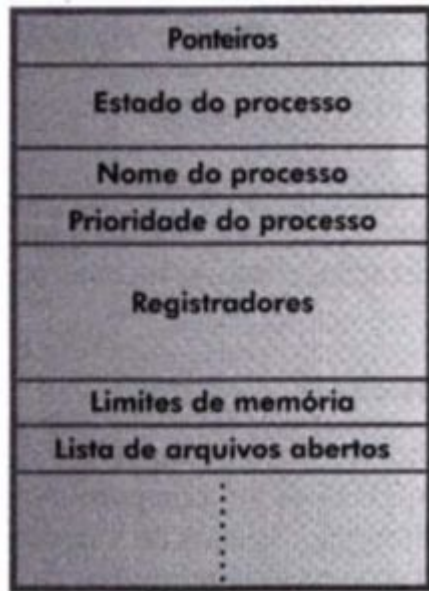 Ponteiros
Estado do processo
Nome do processo
Prioridade do processo
Registradores
Limites de memória
Lista de arquivos abertos